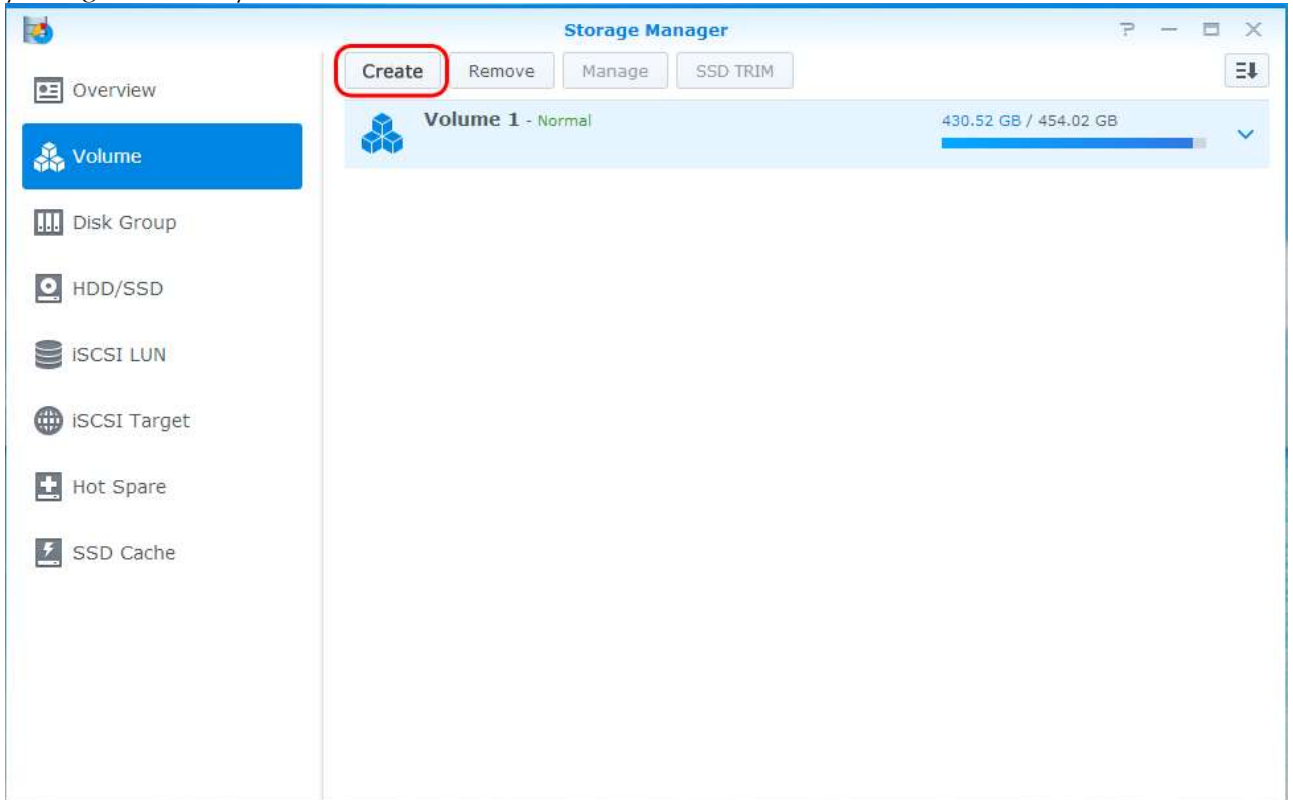 Storage Manager
Create Remove Manage SSD TRIM
Overview
Volume 1 - Normal 430.52 GB / 454.02 GB
Volume
Disk Group
HDD/SSD
iSCSI LUN
iSCSI Target
Hot Spare
SSD Cache